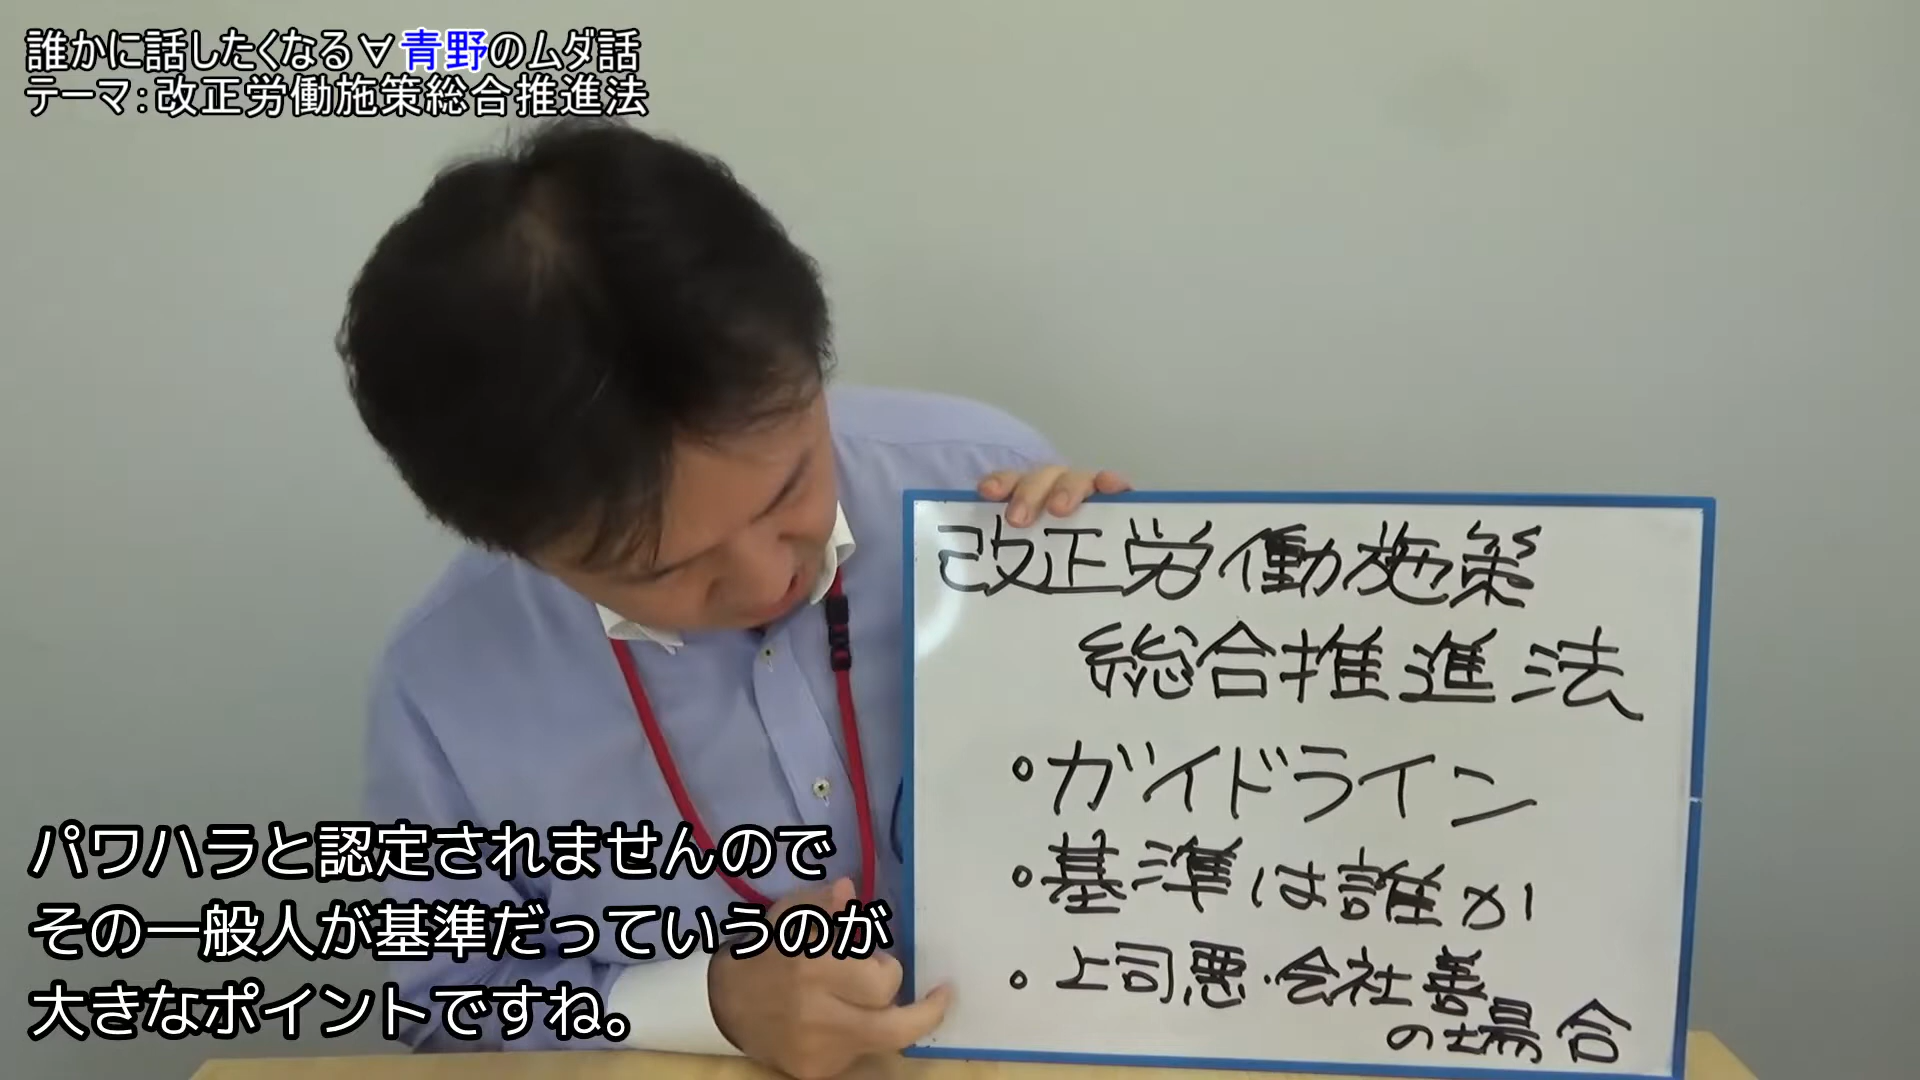 誰かに話したくなる∀青野のムダ話
テーマ:改正労働施策総合推進法
改正労働施策
総合推進法
・ガイドライン
・基準は誰か
・上司悪・会社善
の場合
パワハラと認定されませんので
その一般人が基準だっていうのが
大きなポイントですね。